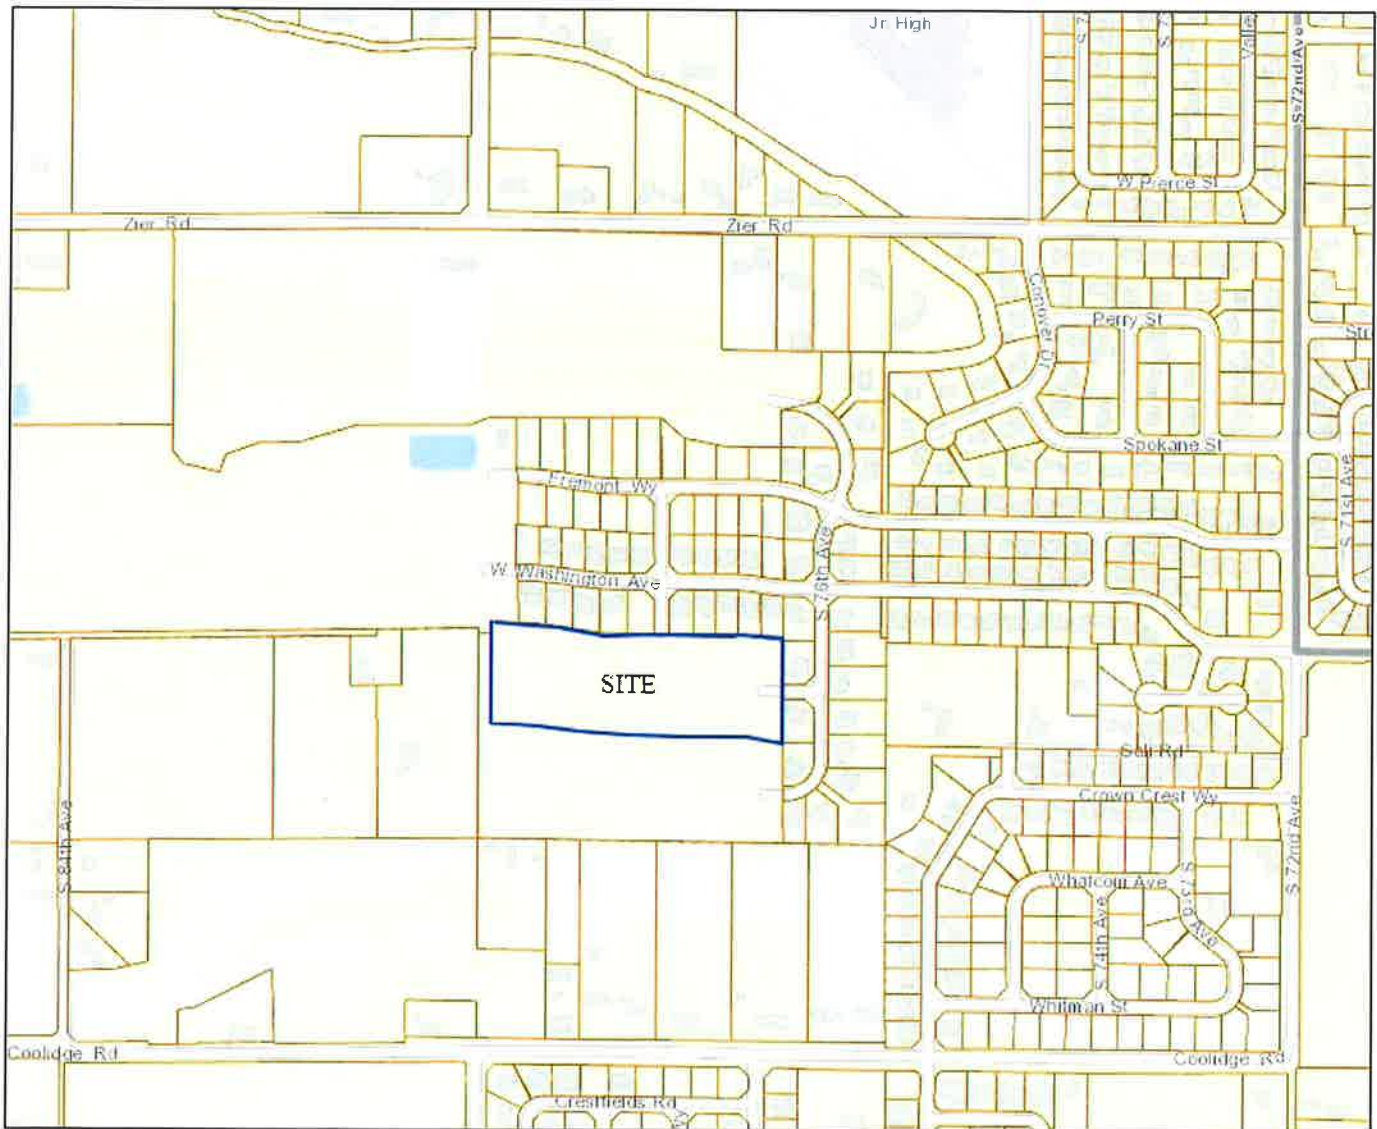 Jr. High
S 72nd Ave
W Pierce St
Zier Rd
Zier Rd
Conover Dr
Perry St
Spokane St
S 71st Ave
Fremont Wy
S 76th Ave
W. Washington Ave
SITE
Crown Crest Wy
S 84th Ave
S 72nd Ave
Whatcom Ave
S 73rd Ave
S 74th Ave
Whitman St
Coolidge Rd
Coolidge Rd
Crestfields Rd